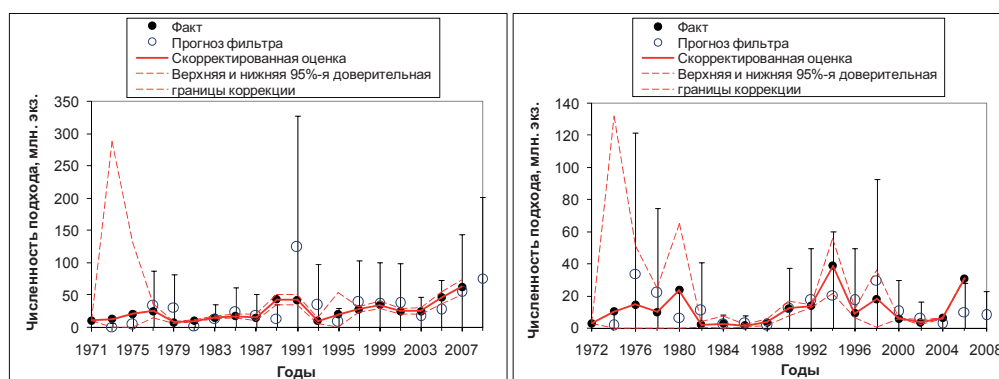 Факт
Прогноз фильтра
Скорректированная оценка
Верхняя и нижняя 95%-я доверительная
границы коррекции
Численность подхода, млн. экз.
350
300
250
200
150
100
50
0
1971 1975 1979 1983 1987 1991 1995 1999 2003 2007
Годы
Факт
Прогноз фильтра
Скорректированная оценка
Верхняя и нижняя 95%-я доверительная
границы коррекции
Численность подхода, млн. экз.
140
120
100
80
60
40
20
0
1972 1976 1980 1984 1988 1992 1996 2000 2004 2008
Годы